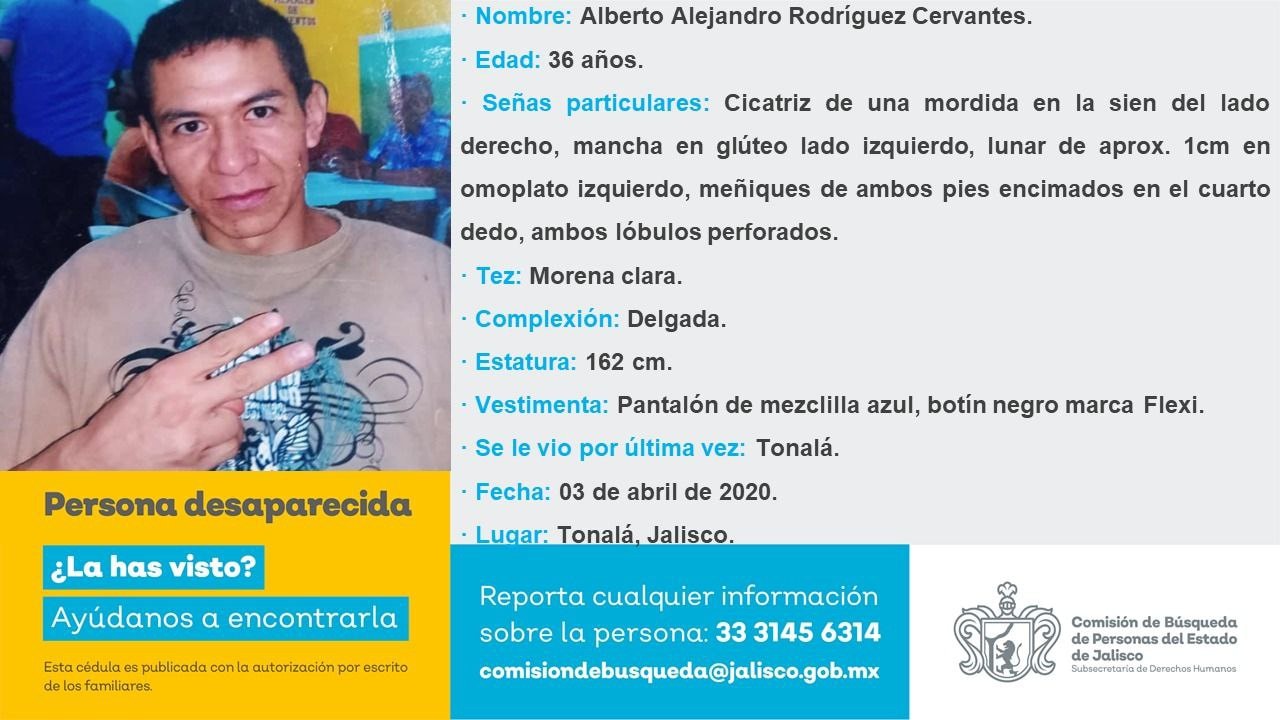 · Nombre: Alberto Alejandro Rodríguez Cervantes.
· Edad: 36 años.
· Señas particulares: Cicatriz de una mordida en la sien del lado
derecho, mancha en glúteo lado izquierdo, lunar de aprox. 1cm en
omoplato izquierdo, meñiques de ambos pies encimados en el cuarto
dedo, ambos lóbulos perforados.
· Tez: Morena clara.
· Complexión: Delgada.
· Estatura: 162 cm.
· Vestimenta: Pantalón de mezclilla azul, botín negro marca Flexi.
· Se le vio por última vez: Tonalá.
· Fecha: 03 de abril de 2020.
· Lugar: Tonalá, Jalisco.
Persona desaparecida
¿La has visto?
Ayúdanos a encontrarla
Esta cédula es publicada con la autorización por escrito
de los familiares.
Reporta cualquier información
sobre la persona: 33 3145 6314
comisiondebusqueda@jalisco.gob.mx
Comisión de Búsqueda
de Personas del Estado
de Jalisco
Subsecretaría de Derechos Humanos